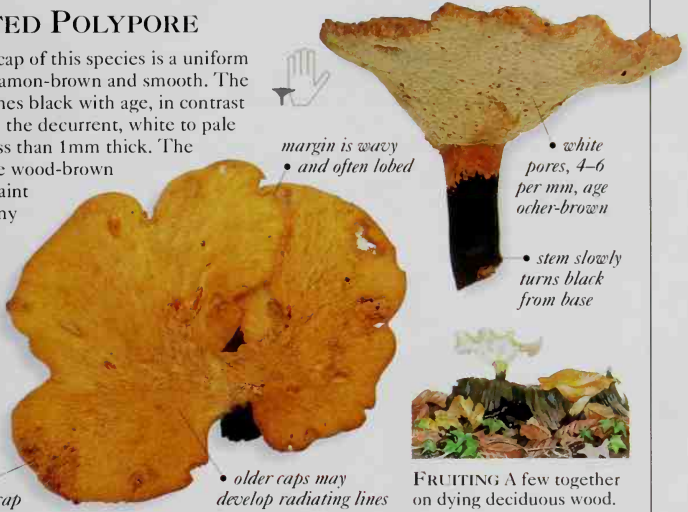 TED POLYPORE
cap of this species is a uniform
amon-brown and smooth. The
nes black with age, in contrast
the decurrent, white to pale
ss than 1mm thick. The
e wood-brown
aint
ny
margin is wavy
• and often lobed
• white
pores, 4–6
per mm, age
ocher-brown
• stem slowly
turns black
from base
• older caps may
develop radiating lines
cap
FRUITING A few together
on dying deciduous wood.